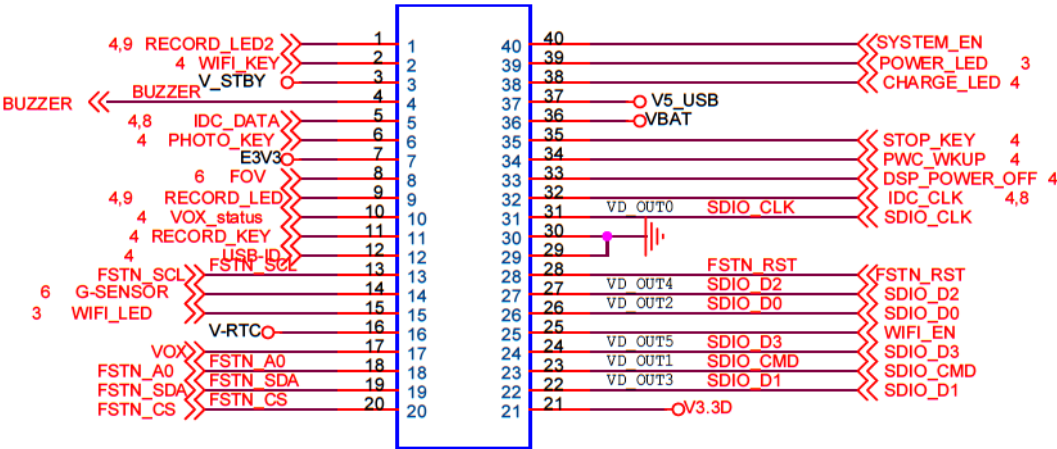 4,9 RECORD_LED2 1 1 40 40 SYSTEM_EN
4 WIFI_KEY 2 2 39 39 POWER_LED 3
V_STBY 3 3 38 38 CHARGE_LED 4
BUZZER BUZZER 4 4 37 37 V5_USB
4,8 IDC_DATA 5 5 36 36 VBAT
4 PHOTO_KEY 6 6 35 35 STOP_KEY 4
E3V3 7 7 34 34 PWC_WKUP 4
6 FOV 8 8 33 33 DSP_POWER_OFF 4
4,9 RECORD_LED 9 9 32 32 IDC_CLK 4,8
4 VOX_status 10 10 31 31 VD_OUT0 SDIO_CLK SDIO_CLK
4 RECORD_KEY 11 11 30 30
4 USB-ID 12 12 29 29
FSTN_SCL FSTN_SCL 13 13 28 28 FSTN_RST FSTN_RST
6 G-SENSOR 14 14 27 27 VD_OUT4 SDIO_D2 SDIO_D2
3 WIFI_LED 15 15 26 26 VD_OUT2 SDIO_D0 SDIO_D0
V-RTC 16 16 25 25 WIFI_EN
VOX 17 17 24 24 VD_OUT5 SDIO_D3 SDIO_D3
FSTN_A0 FSTN_A0 18 18 23 23 VD_OUT1 SDIO_CMD SDIO_CMD
FSTN_SDA FSTN_SDA 19 19 22 22 VD_OUT3 SDIO_D1 SDIO_D1
FSTN_CS FSTN_CS 20 20 21 21 V3.3D